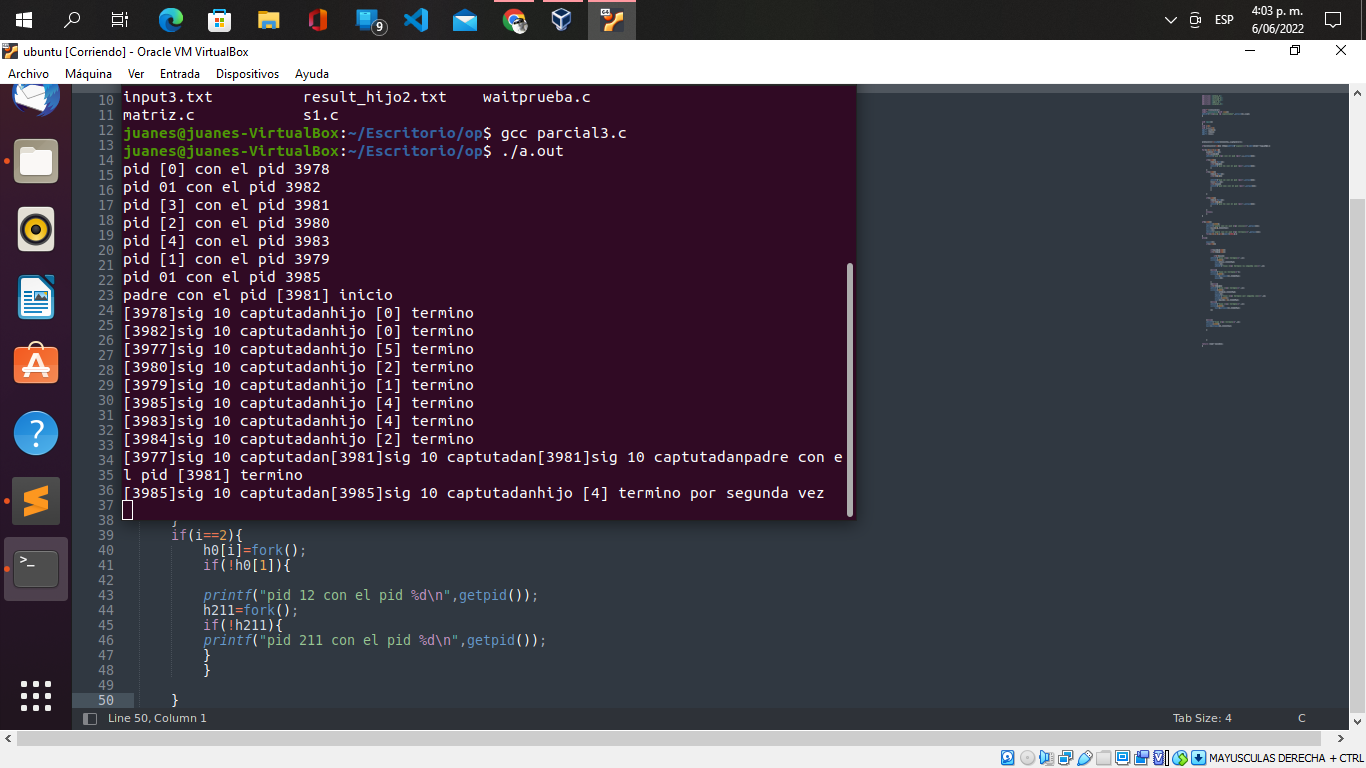 9
ESP
4:03 p. m.
6/06/2022
ubuntu [Corriendo] - Oracle VM VirtualBox
Archivo Máquina Ver Entrada Dispositivos Ayuda
10 input3.txt result_hijo2.txt waitprueba.c
11 matriz.c s1.c
12 juanes@juanes-VirtualBox:~/Escritorio/op$ gcc parcial3.c
13 juanes@juanes-VirtualBox:~/Escritorio/op$ ./a.out
14 pid [0] con el pid 3978
15 pid 01 con el pid 3982
16 pid [3] con el pid 3981
17 pid [2] con el pid 3980
18 pid [4] con el pid 3983
19 pid [1] con el pid 3979
20 pid 01 con el pid 3985
21 padre con el pid [3981] inicio
22 [3978]sig 10 captutadanhijo [0] termino
23 [3982]sig 10 captutadanhijo [0] termino
24 [3977]sig 10 captutadanhijo [5] termino
25 [3980]sig 10 captutadanhijo [2] termino
26 [3979]sig 10 captutadanhijo [1] termino
27 [3985]sig 10 captutadanhijo [4] termino
28 [3983]sig 10 captutadanhijo [4] termino
29 [3984]sig 10 captutadanhijo [2] termino
30 [3977]sig 10 captutadan[3981]sig 10 captutadan[3981]sig 10 captutadanpadre con e
31 l pid [3981] termino
32 [3985]sig 10 captutadan[3985]sig 10 captutadanhijo [4] termino por segunda vez
33
34
35
36
37
38 }
39 if(i==2){
40 h0[i]=fork();
41 if(!h0[1]){
42
43 printf("pid 12 con el pid %d\n",getpid());
44 h211=fork();
45 if(!h211){
46 printf("pid 211 con el pid %d\n",getpid());
47 }
48 }
49
50 }
Line 50, Column 1 Tab Size: 4 C
MAYUSCULAS DERECHA + CTRL